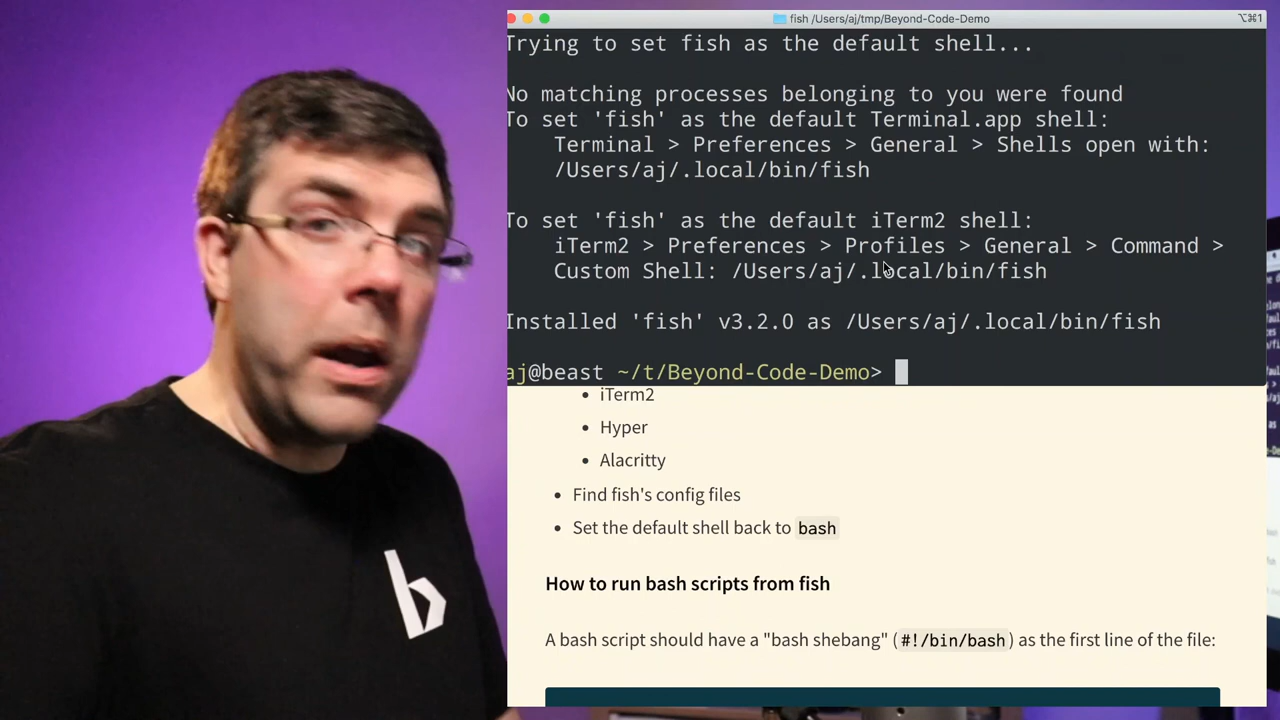 fish /Users/aj/tmp/Beyond-Code-Demo
⌥⌘1
Trying to set fish as the default shell...
No matching processes belonging to you were found
To set 'fish' as the default Terminal.app shell:
Terminal > Preferences > General > Shells open with:
/Users/aj/.local/bin/fish
To set 'fish' as the default iTerm2 shell:
iTerm2 > Preferences > Profiles > General > Command >
Custom Shell: /Users/aj/.local/bin/fish
Installed 'fish' v3.2.0 as /Users/aj/.local/bin/fish
aj@beast ~/t/Beyond-Code-Demo>
• iTerm2
• Hyper
• Alacritty
• Find fish's config files
• Set the default shell back to bash
How to run bash scripts from fish
A bash script should have a "bash shebang" (#!/bin/bash) as the first line of the file:
b